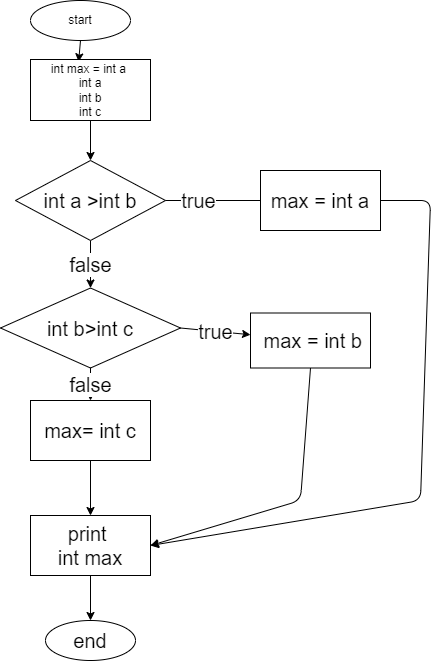 start
int max = int a
int a
int b
int c
int a >int b
true
max = int a
false
int b>int c
true
max = int b
false
max= int c
print
int max
end